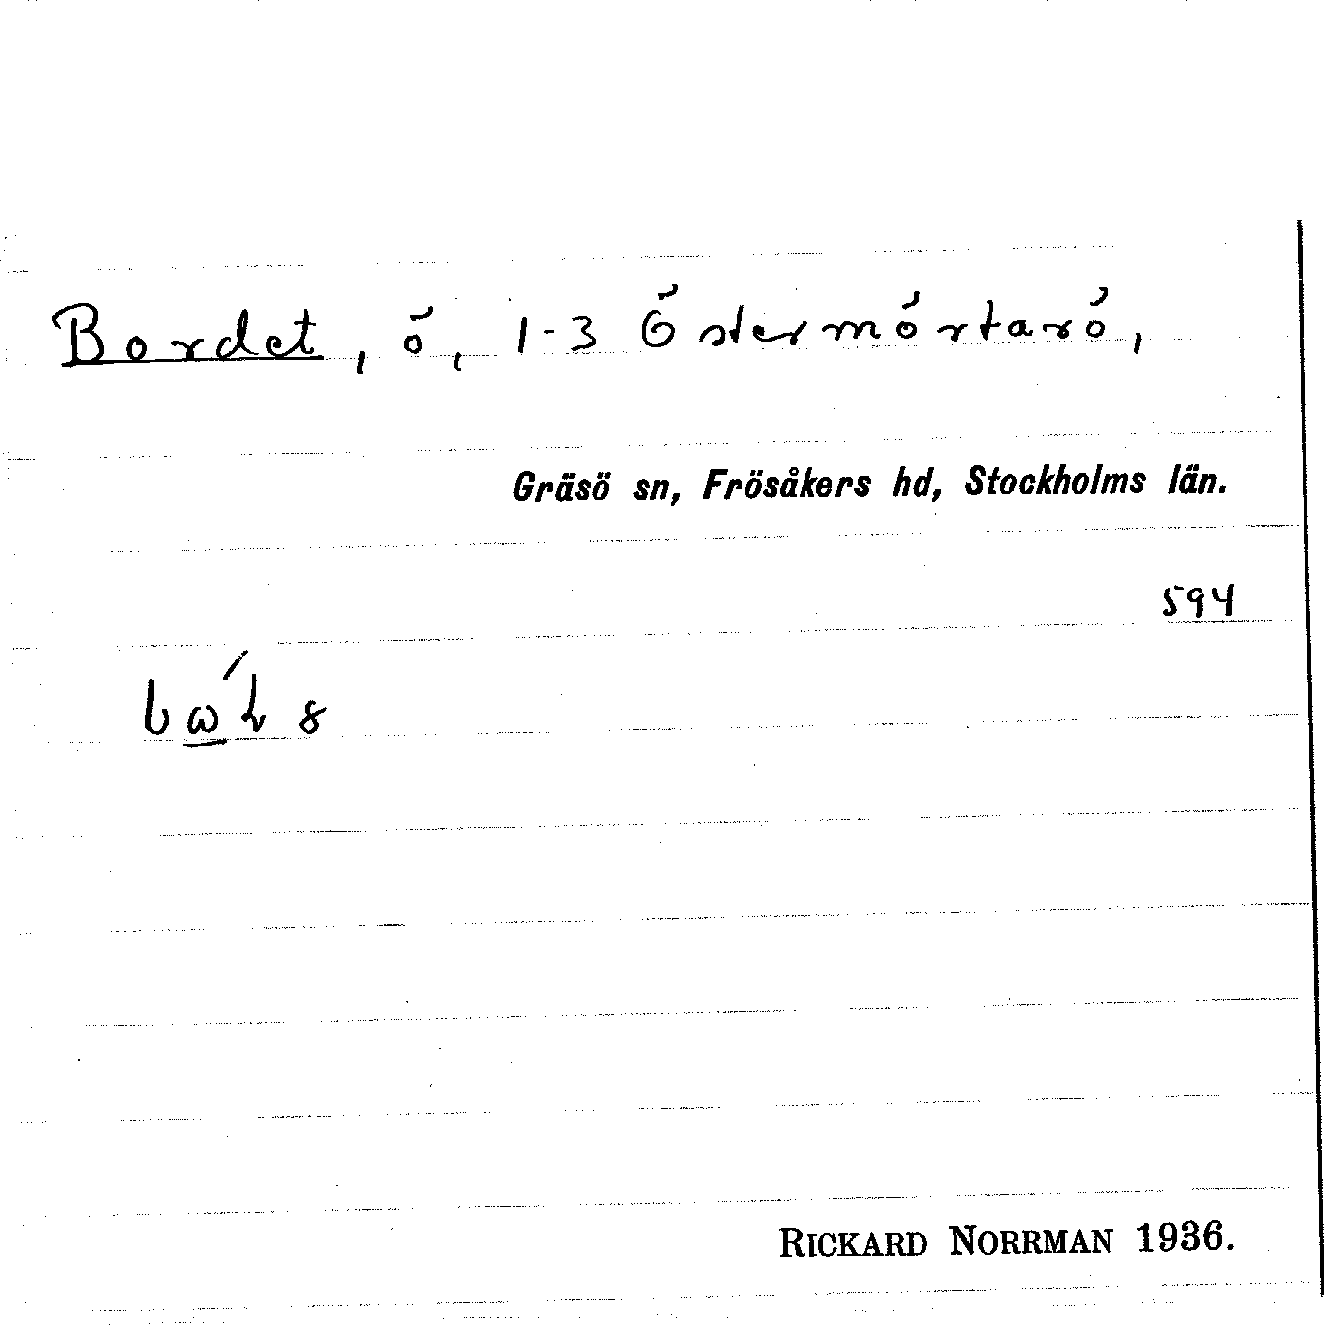 Bordet, ö, 1-3 Östermörtarö,
Gräsö sn, Frösåkers hd, Stockholms län.
594
RICKARD NORRMAN 1936.